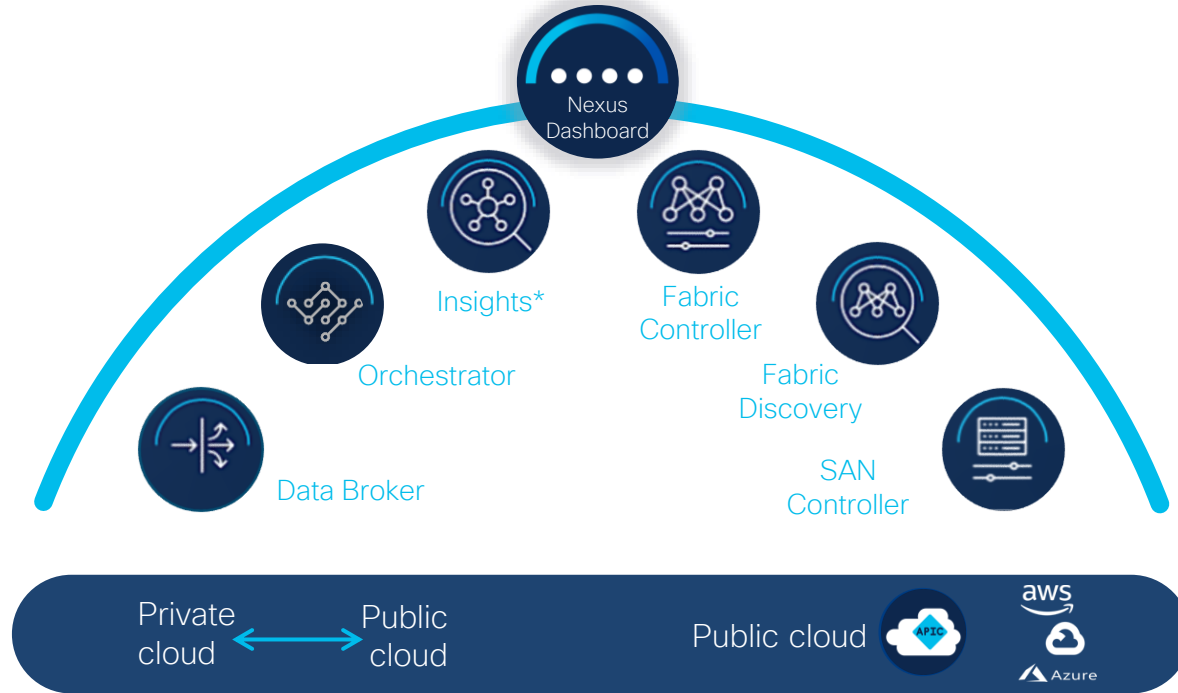 Nexus
Dashboard
Insights*
Fabric
Controller
Orchestrator
Fabric
Discovery
Data Broker
SAN
Controller
Private
cloud
Public
cloud
Public cloud
APIC
aws
Azure